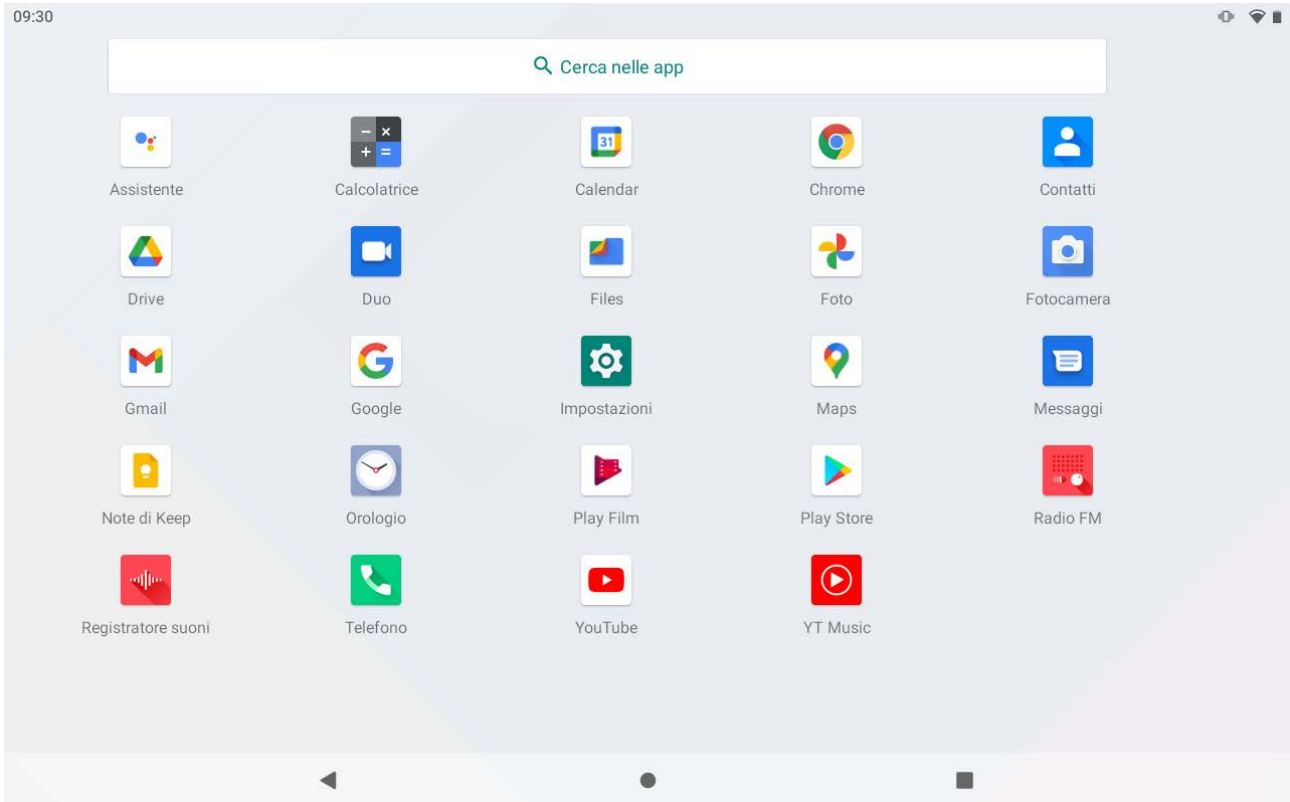 09:30
Cerca nelle app
31
Assistente Calcolatrice Calendar Chrome Contatti
Drive Duo Files Foto Fotocamera
Gmail Google Impostazioni Maps Messaggi
Note di Keep Orologio Play Film Play Store Radio FM
Registratore suoni Telefono YouTube YT Music